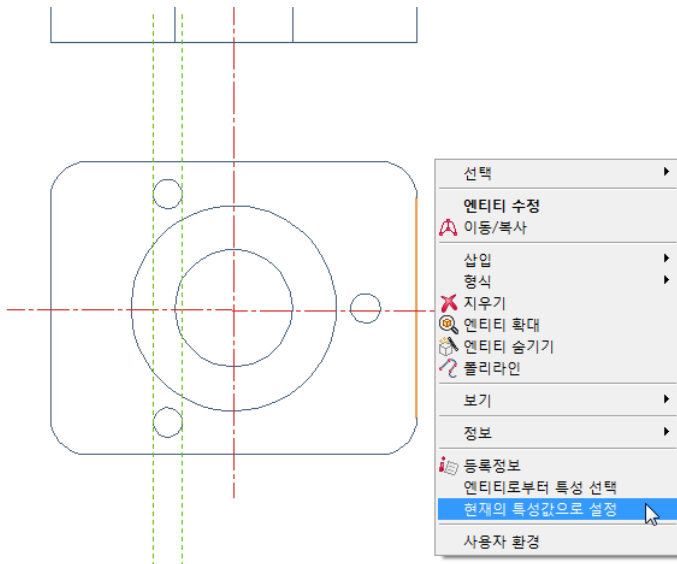 선택
엔티티 수정
이동/복사
삽입
형식
지우기
엔티티 확대
엔티티 숨기기
폴리라인
보기
정보
등록정보
엔티티로부터 특성 선택
현재의 특성값으로 설정
사용자 환경